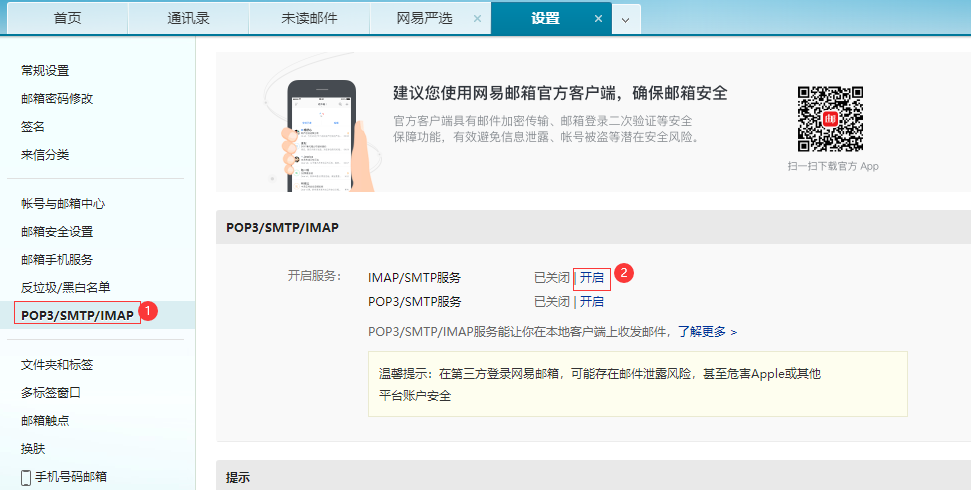 首页 通讯录 未读邮件 网易严选 × 设置 ×
常规设置
邮箱密码修改
签名
来信分类
帐号与邮箱中心
邮箱安全设置
邮箱手机服务
反垃圾/黑白名单
POP3/SMTP/IMAP 1
文件夹和标签
多标签窗口
邮箱触点
换肤
手机号码邮箱
建议您使用网易邮箱官方客户端，确保邮箱安全
官方客户端具有邮件加密传输、邮箱登录二次验证等安全
保障功能，有效避免信息泄露、帐号被盗等潜在安全风险。
邮
扫一扫下载官方 App
POP3/SMTP/IMAP
开启服务： IMAP/SMTP服务 已关闭 | 开启 2
POP3/SMTP服务 已关闭 | 开启
POP3/SMTP/IMAP服务能让你在本地客户端上收发邮件，了解更多 >
温馨提示：在第三方登录网易邮箱，可能存在邮件泄露风险，甚至危害Apple或其他
平台账户安全
提示